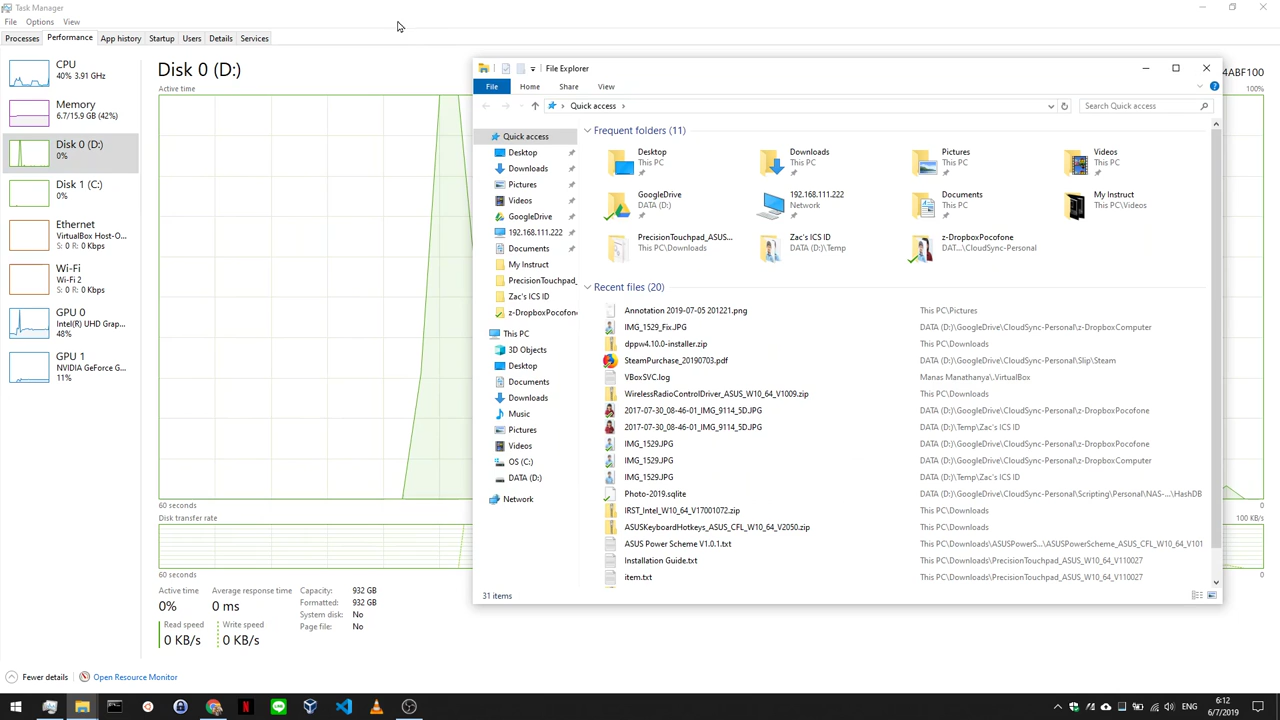 Task Manager
File Options View
Processes Performance App history Startup Users Details Services
CPU
40% 3.91 GHz
Memory
6.7/15.9 GB (42%)
Disk 0 (D:)
0%
Disk 1 (C:)
0%
Ethernet
VirtualBox Host-O...
S: 0 R: 0 Kbps
Wi-Fi
Wi-Fi 2
S: 0 R: 0 Kbps
GPU 0
Intel(R) UHD Grap...
48%
GPU 1
NVIDIA GeForce G...
11%
Disk 0 (D:)
4ABF100
Active time
100%
60 seconds
0
Disk transfer rate
100 KB/s
60 seconds
0
Active time
0%
Average response time
0 ms
Read speed
0 KB/s
Write speed
0 KB/s
Capacity: 932 GB
Formatted: 932 GB
System disk: No
Page file: No
Fewer details Open Resource Monitor
File Explorer
File Home Share View
Quick access
Search Quick access
Quick access
Desktop
Downloads
Pictures
Videos
GoogleDrive
192.168.111.222
Documents
My Instruct
PrecisionTouchpad_
Zac's ICS ID
z-DropboxPocofone
This PC
3D Objects
Desktop
Documents
Downloads
Music
Pictures
Videos
OS (C:)
DATA (D:)
Network
Frequent folders (11)
Desktop
This PC
Downloads
This PC
Pictures
This PC
Videos
This PC
GoogleDrive
DATA (D:)
192.168.111.222
Network
Documents
This PC
My Instruct
This PC\Videos
PrecisionTouchpad_ASUS...
This PC\Downloads
Zac's ICS ID
DATA (D:)\Temp
z-DropboxPocofone
DAT...\CloudSync-Personal
Recent files (20)
Annotation 2019-07-05 201221.png This PC\Pictures
IMG_1529_Fix.JPG DATA (D:)\GoogleDrive\CloudSync-Personal\z-DropboxComputer
dppw4.10.0-installer.zip This PC\Downloads
SteamPurchase_20190703.pdf DATA (D:)\GoogleDrive\CloudSync-Personal\Slip\Steam
VBoxSVC.log Manas Manathanya\.VirtualBox
WirelessRadioControlDriver_ASUS_W10_64_V1009.zip This PC\Downloads
2017-07-30_08-46-01_IMG_9114_5D.JPG DATA (D:)\GoogleDrive\CloudSync-Personal\z-DropboxPocofone
2017-07-30_08-46-01_IMG_9114_5D.JPG DATA (D:)\Temp\Zac's ICS ID
IMG_1529.JPG DATA (D:)\GoogleDrive\CloudSync-Personal\z-DropboxPocofone
IMG_1529.JPG DATA (D:)\GoogleDrive\CloudSync-Personal\z-DropboxComputer
IMG_1529.JPG DATA (D:)\Temp\Zac's ICS ID
Photo-2019.sqlite DATA (D:)\GoogleDrive\CloudSync-Personal\Scripting\Personal\NAS-...\HashDB
IRST_Intel_W10_64_V17001072.zip This PC\Downloads
ASUSKeyboardHotkeys_ASUS_CFL_W10_64_V2050.zip This PC\Downloads
ASUS Power Scheme V1.0.1.txt This PC\Downloads\ASUSPowerS...\ASUSPowerScheme_ASUS_CFL_W10_64_V101
Installation Guide.txt This PC\Downloads\PrecisionTouchpad_ASUS_W10_64_V110027
item.txt This PC\Downloads\PrecisionTouchpad_ASUS_W10_64_V110027
31 items
ENG
6:12
6/7/2019